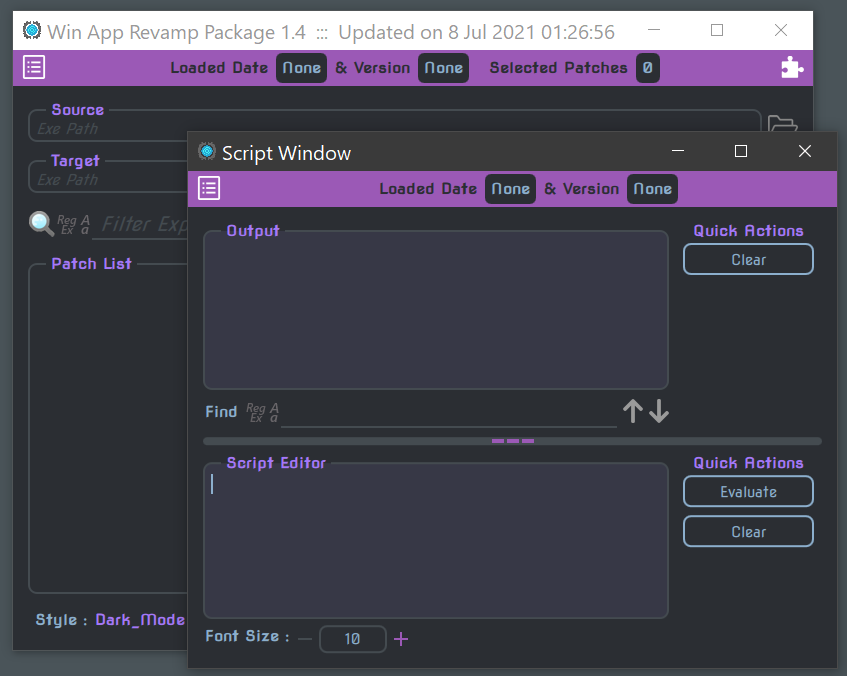 Win App Revamp Package 1.4 ::: Updated on 8 Jul 2021 01:26:56
Loaded Date None & Version None Selected Patches 0
Source
Exe Path
Target
Exe Path
Reg Ex A a Filter Exp
Patch List
Style : Dark_Mode
Script Window
Loaded Date None & Version None
Output
Quick Actions
Clear
Find Reg Ex A a
Script Editor
Quick Actions
Evaluate
Clear
Font Size : 10